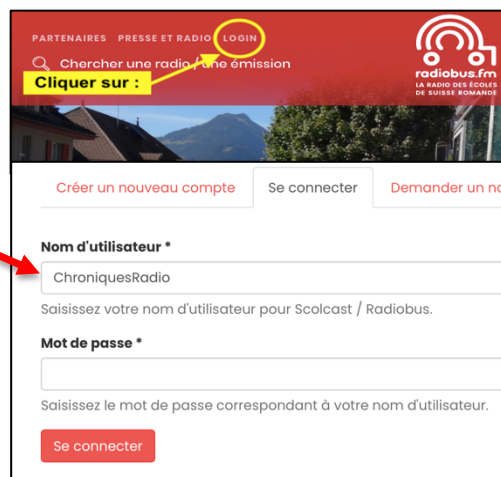 PARTENAIRES PRESSE ET RADIO LOGIN
Chercher une radio / une émission
Cliquer sur :
radiobus.fm
LA RADIO DES ÉCOLES
DE SUISSE ROMANDE
Créer un nouveau compte Se connecter Demander un no
Nom d'utilisateur *
ChroniquesRadio
Saisissez votre nom d'utilisateur pour Scolcast / Radiobus.
Mot de passe *
Saisissez le mot de passe correspondant à votre nom d'utilisateur.
Se connecter